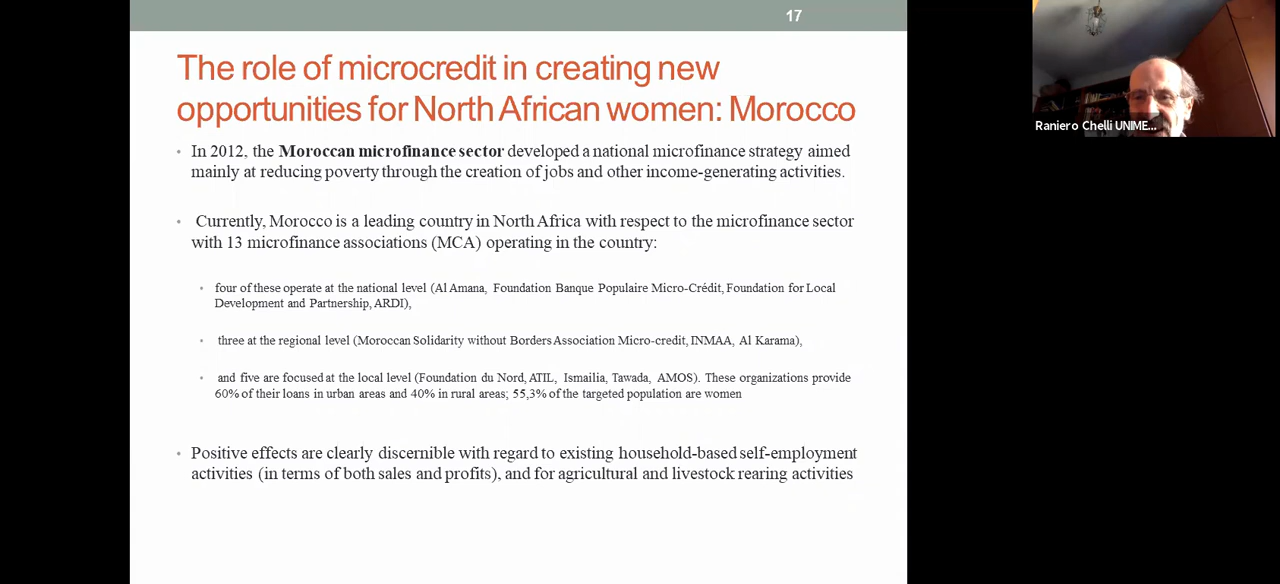 17
The role of microcredit in creating new
opportunities for North African women: Morocco
• In 2012, the Moroccan microfinance sector developed a national microfinance strategy aimed
mainly at reducing poverty through the creation of jobs and other income-generating activities.
• Currently, Morocco is a leading country in North Africa with respect to the microfinance sector
with 13 microfinance associations (MCA) operating in the country:
• four of these operate at the national level (Al Amana, Foundation Banque Populaire Micro-Crédit, Foundation for Local
Development and Partnership, ARDI),
• three at the regional level (Moroccan Solidarity without Borders Association Micro-credit, INMAA, Al Karama),
• and five are focused at the local level (Foundation du Nord, ATIL, Ismailia, Tawada, AMOS). These organizations provide
60% of their loans in urban areas and 40% in rural areas; 55,3% of the targeted population are women
• Positive effects are clearly discernible with regard to existing household-based self-employment
activities (in terms of both sales and profits), and for agricultural and livestock rearing activities
Raniero Chelli UNIME...